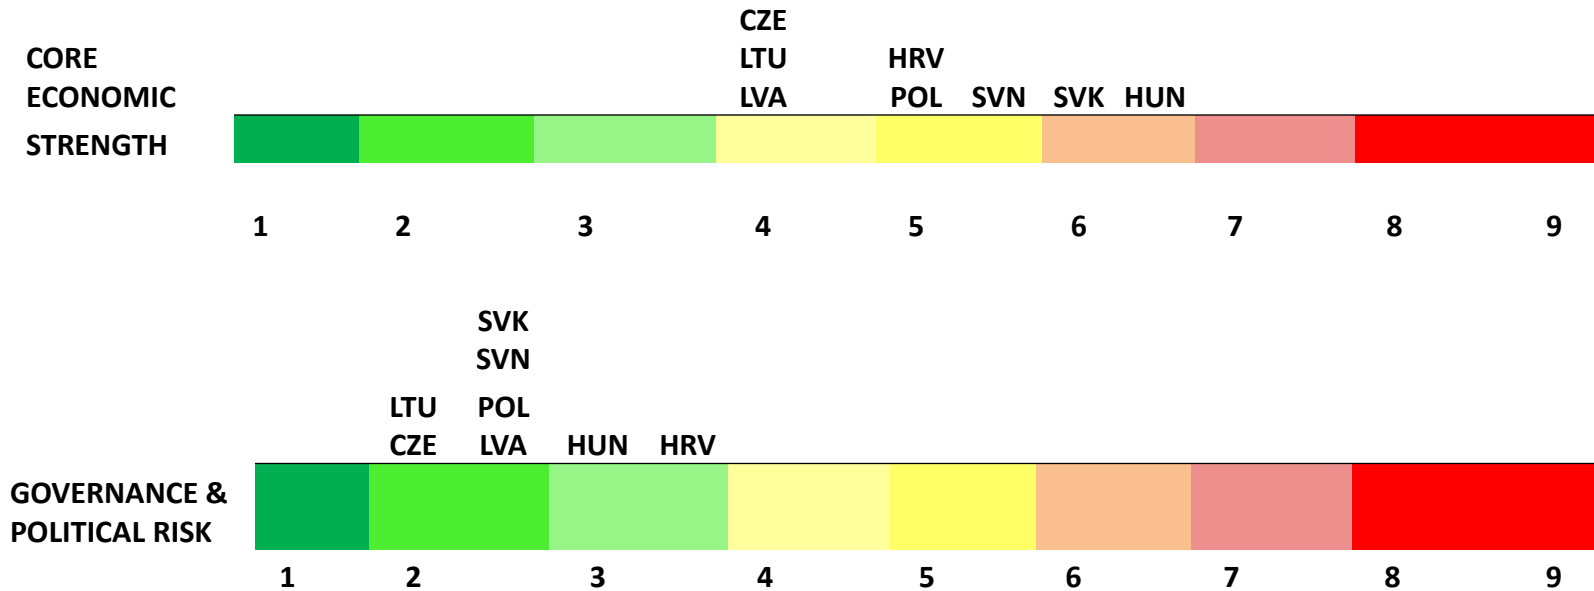 CZE
CORE LTU HRV
ECONOMIC LVA POL SVN SVK HUN
STRENGTH
1 2 3 4 5 6 7 8 9
SVK
SVN
LTU POL
CZE LVA HUN HRV
GOVERNANCE &
POLITICAL RISK
1 2 3 4 5 6 7 8 9